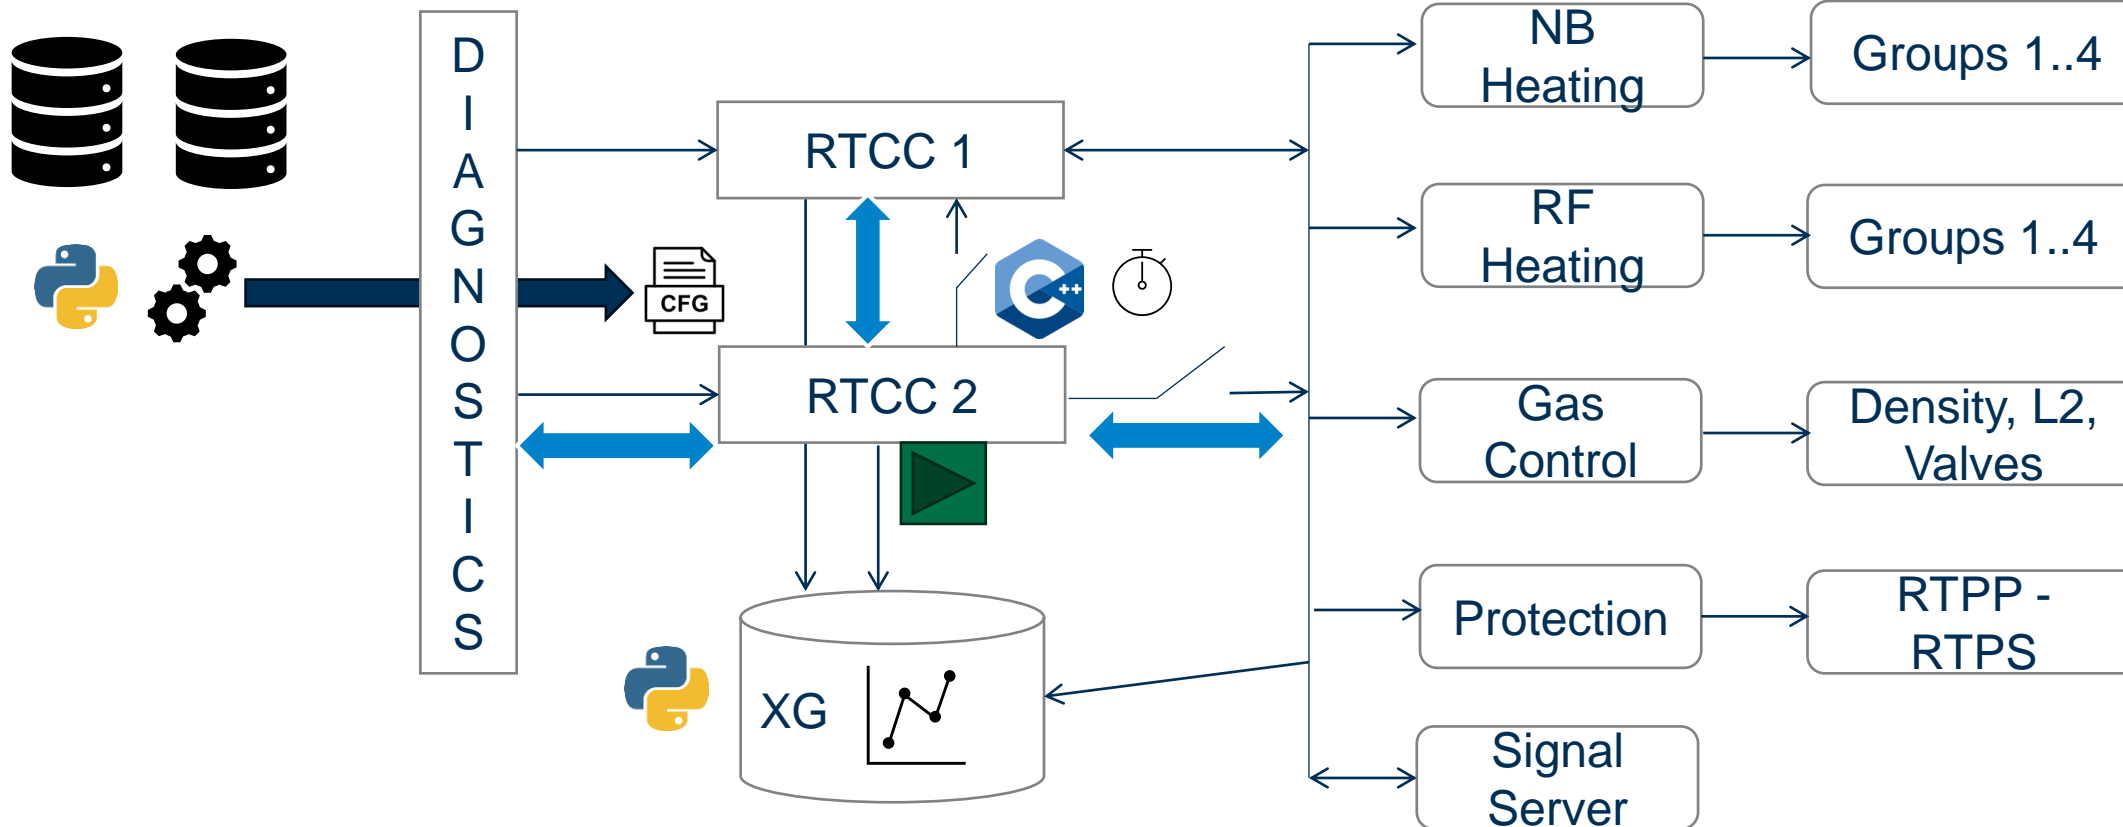 D
I
A
G
N
O
S
T
I
C
S
RTCC 1
CFG
C
++
RTCC 2
XG
NB
Heating
Groups 1..4
RF
Heating
Groups 1..4
Gas
Control
Density, L2,
Valves
Protection
RTPP -
RTPS
Signal
Server